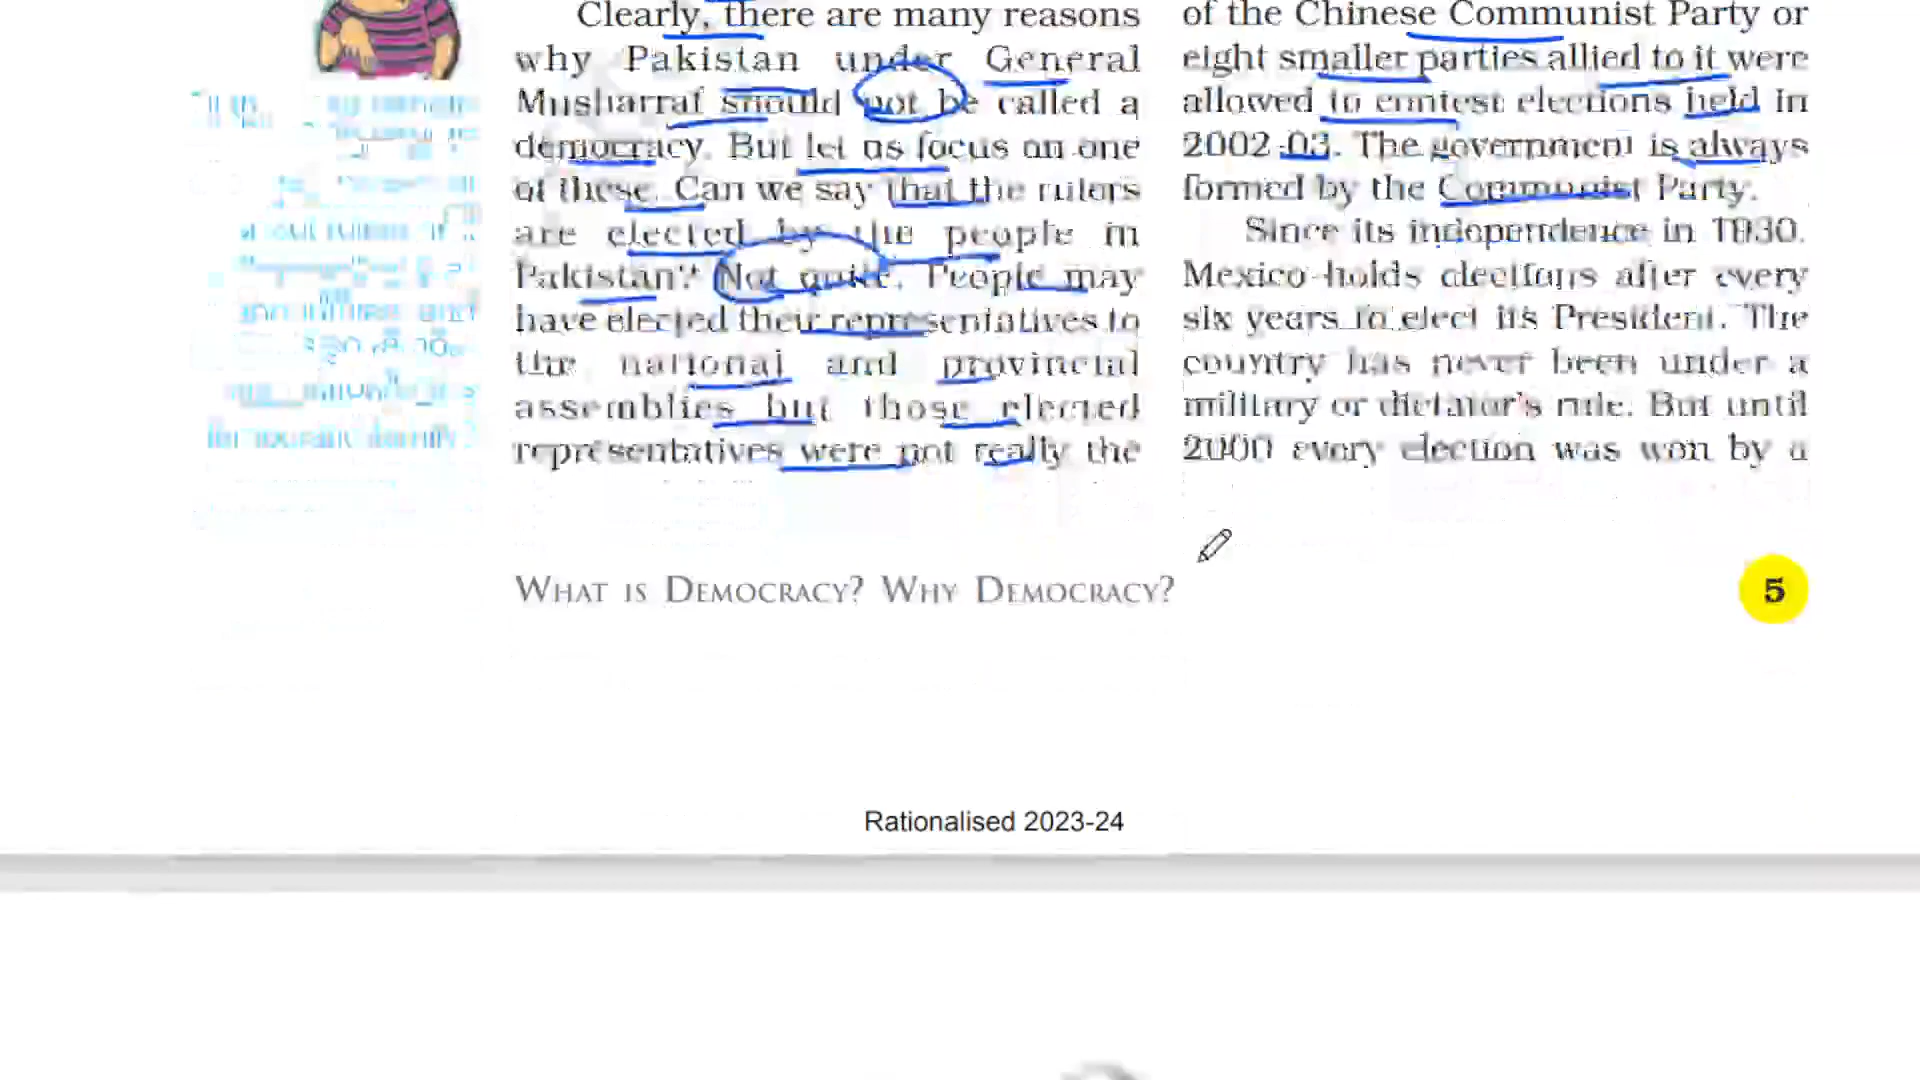 Clearly, there are many reasons
why Pakistan under General
Musharraf should not be called a
democracy. But let us focus on one
of these. Can we say that the rulers
are elected by the people in
Pakistan? Not quite. People may
have elected their representatives to
the national and provincial
assemblies but those elected
representatives were not really the
of the Chinese Communist Party or
eight smaller parties allied to it were
allowed to contest elections held in
2002-03. The government is always
formed by the Communist Party.
Since its independence in 1930,
Mexico holds elections after every
six years to elect its President. The
country has never been under a
military or dictator's rule. But until
2000 every election was won by a
WHAT IS DEMOCRACY? WHY DEMOCRACY?
5
Rationalised 2023-24